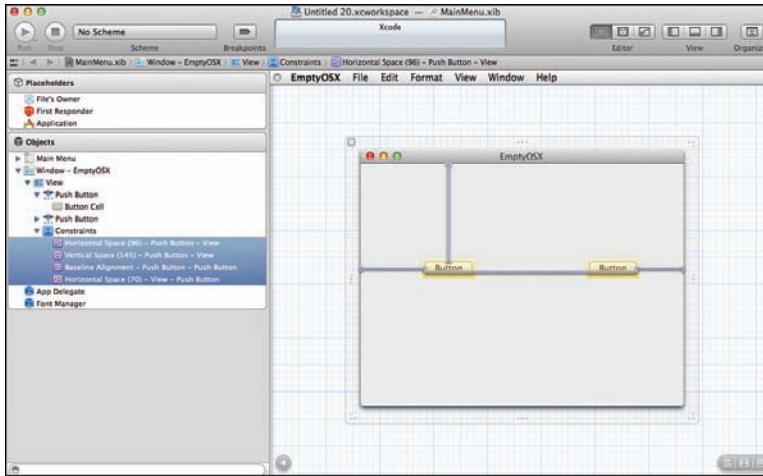 Untitled 20.xcworkspace — MainMenu.xib
Run
Stop
No Scheme
Scheme
Breakpoints
Xcode
Editor
View
Organiz
MainMenu.xib
Window - EmptyOSX
View
Constraints
Horizontal Space (96) - Push Button - View
Placeholders
File's Owner
First Responder
Application
Objects
Main Menu
Window - EmptyOSX
View
Push Button
Button Cell
Push Button
Constraints
Horizontal Space (96) - Push Button - View
Vertical Space (145) - Push Button - View
Baseline Alignment - Push Button - Push Button
Horizontal Space (70) - View - Push Button
App Delegate
Font Manager
EmptyOSX File Edit Format View Window Help
EmptyOSX
Button
Button